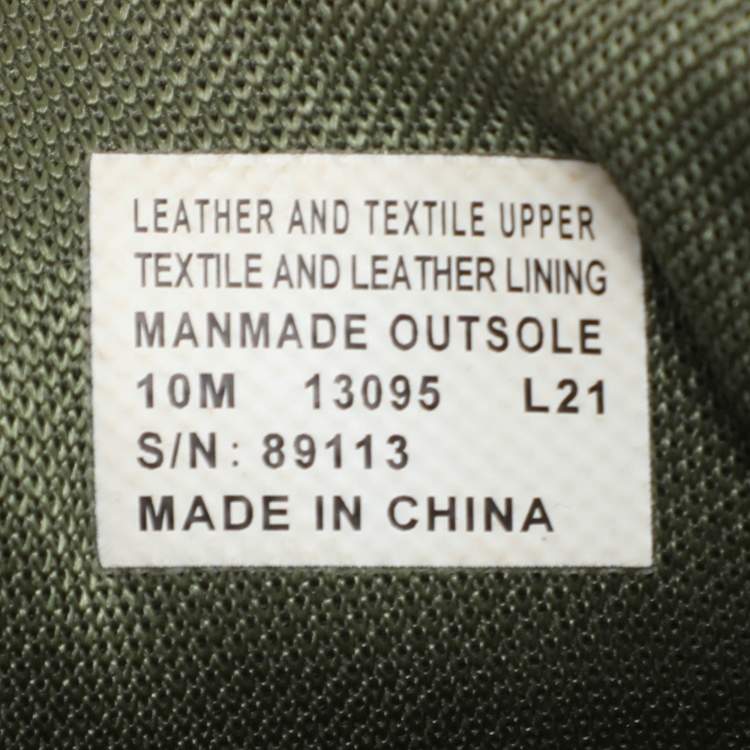 LEATHER AND TEXTILE UPPER
TEXTILE AND LEATHER LINING
MANMADE OUTSOLE
10M 13095 L21
S/N: 89113
MADE IN CHINA